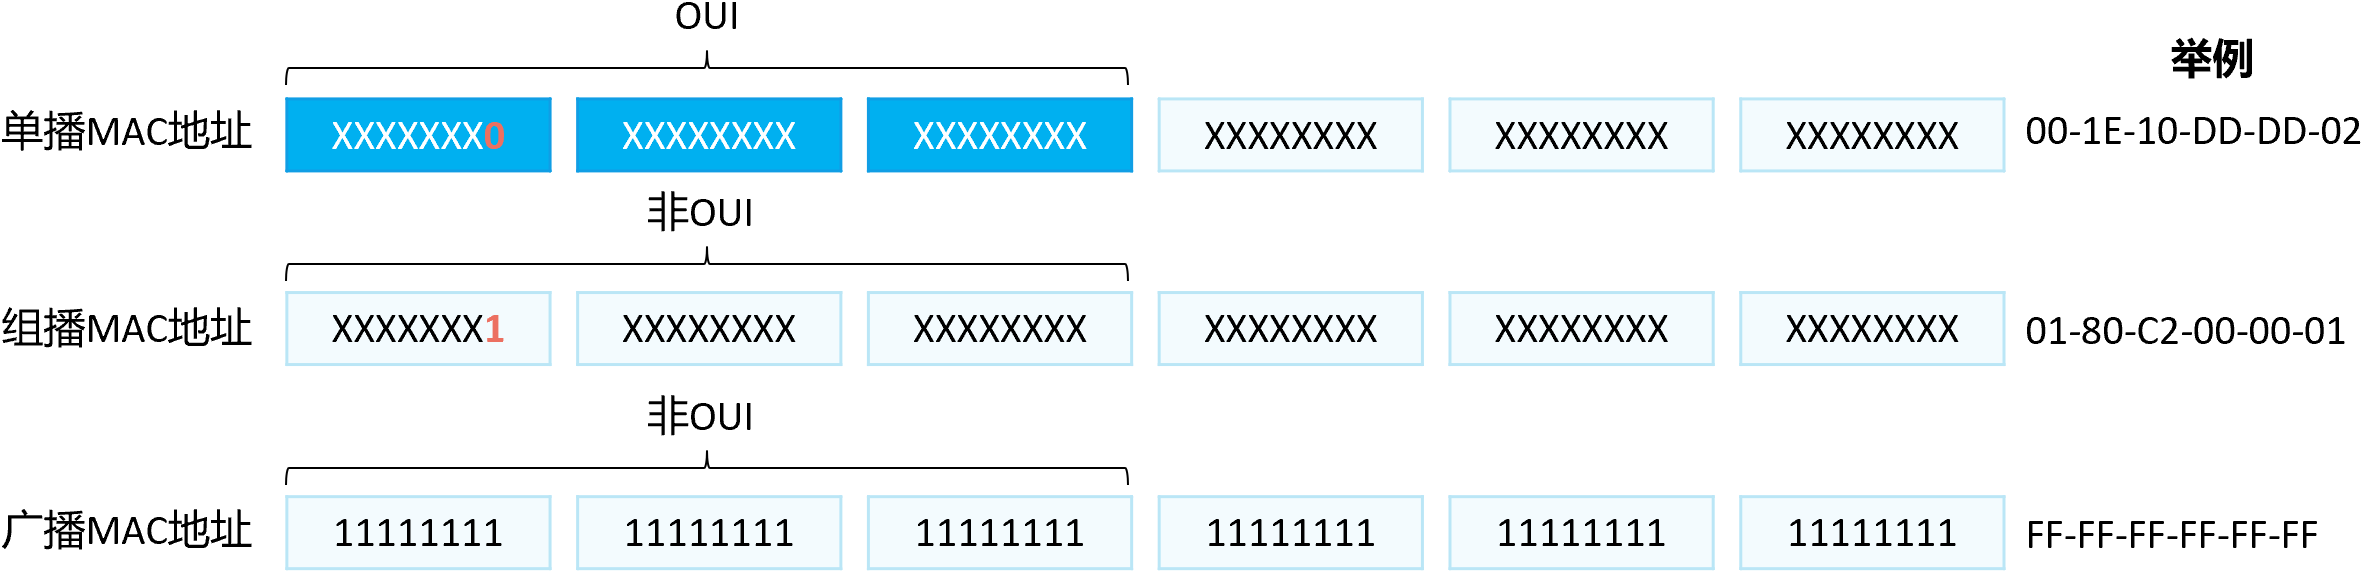 OUI
举例
单播MAC地址 XXXXXXX0 XXXXXXXX XXXXXXXX XXXXXXXX XXXXXXXX XXXXXXXX 00-1E-10-DD-DD-02
非OUI
组播MAC地址 XXXXXXX1 XXXXXXXX XXXXXXXX XXXXXXXX XXXXXXXX XXXXXXXX 01-80-C2-00-00-01
非OUI
广播MAC地址 11111111 11111111 11111111 11111111 11111111 11111111 FF-FF-FF-FF-FF-FF